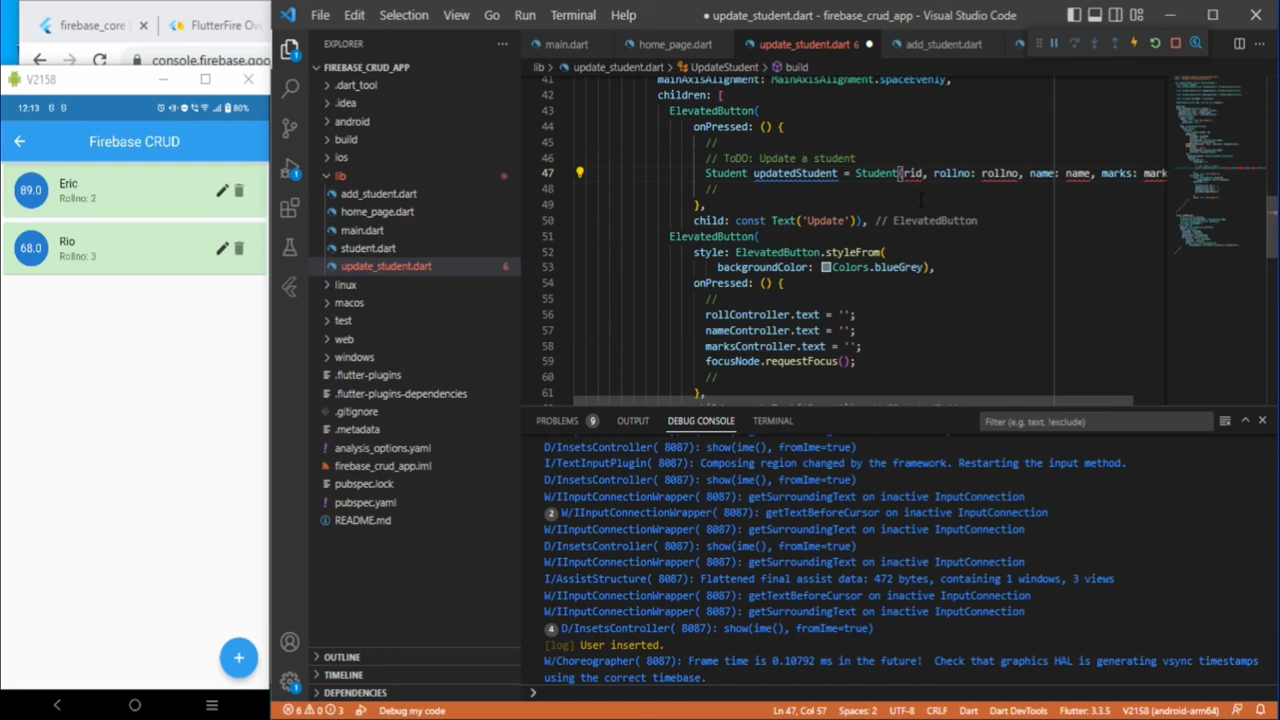 firebase_core
FlutterFire Ov
console.firebase.goo
V2158
12:13
80%
Firebase CRUD
89.0
Eric
Rollno: 2
68.0
Rio
Rollno: 3
File Edit Selection View Go Run Terminal Help
● update_student.dart - firebase_crud_app - Visual Studio Code
EXPLORER
FIREBASE_CRUD_APP
.dart_tool
.idea
android
build
ios
lib
add_student.dart
home_page.dart
main.dart
student.dart
update_student.dart 6
linux
macos
test
web
windows
.flutter-plugins
.flutter-plugins-dependencies
.gitignore
.metadata
analysis_options.yaml
firebase_crud_app.iml
pubspec.lock
pubspec.yaml
README.md
OUTLINE
TIMELINE
DEPENDENCIES
main.dart
home_page.dart
update_student.dart 6
add_student.dart
lib > update_student.dart > UpdateStudent > build
41 mainAxisAlignment: MainAxisAlignment.spaceEvenly,
42 children: [
43 ElevatedButton(
44 onPressed: () {
45 //
46 // ToDO: Update a student
47 Student updatedStudent = Student(rid, rollno: rollno, name: name, marks: mark
48 //
49 },
50 child: const Text('Update')), // ElevatedButton
51 ElevatedButton(
52 style: ElevatedButton.styleFrom(
53 backgroundColor: Colors.blueGrey),
54 onPressed: () {
55 //
56 rollController.text = '';
57 nameController.text = '';
58 marksController.text = '';
59 focusNode.requestFocus();
60 //
61 },
PROBLEMS 9 OUTPUT DEBUG CONSOLE TERMINAL
Filter (e.g. text, !exclude)
D/InsetsController( 8087): show(ime(), fromIme=true)
I/TextInputPlugin( 8087): Composing region changed by the framework. Restarting the input method.
D/InsetsController( 8087): show(ime(), fromIme=true)
W/IInputConnectionWrapper( 8087): getSurroundingText on inactive InputConnection
2 W/IInputConnectionWrapper( 8087): getTextBeforeCursor on inactive InputConnection
W/IInputConnectionWrapper( 8087): getSurroundingText on inactive InputConnection
D/InsetsController( 8087): show(ime(), fromIme=true)
W/IInputConnectionWrapper( 8087): getSurroundingText on inactive InputConnection
I/AssistStructure( 8087): Flattened final assist data: 472 bytes, containing 1 windows, 3 views
W/IInputConnectionWrapper( 8087): getTextBeforeCursor on inactive InputConnection
W/IInputConnectionWrapper( 8087): getSurroundingText on inactive InputConnection
4 D/InsetsController( 8087): show(ime(), fromIme=true)
[log] User inserted.
W/Choreographer( 8087): Frame time is 0.10792 ms in the future! Check that graphics HAL is generating vsync timestamps
using the correct timebase.
6 0 3 Debug my code
Ln 47, Col 57 Spaces: 2 UTF-8 CRLF Dart Dart DevTools Flutter: 3.3.5 V2158 (android-arm64)